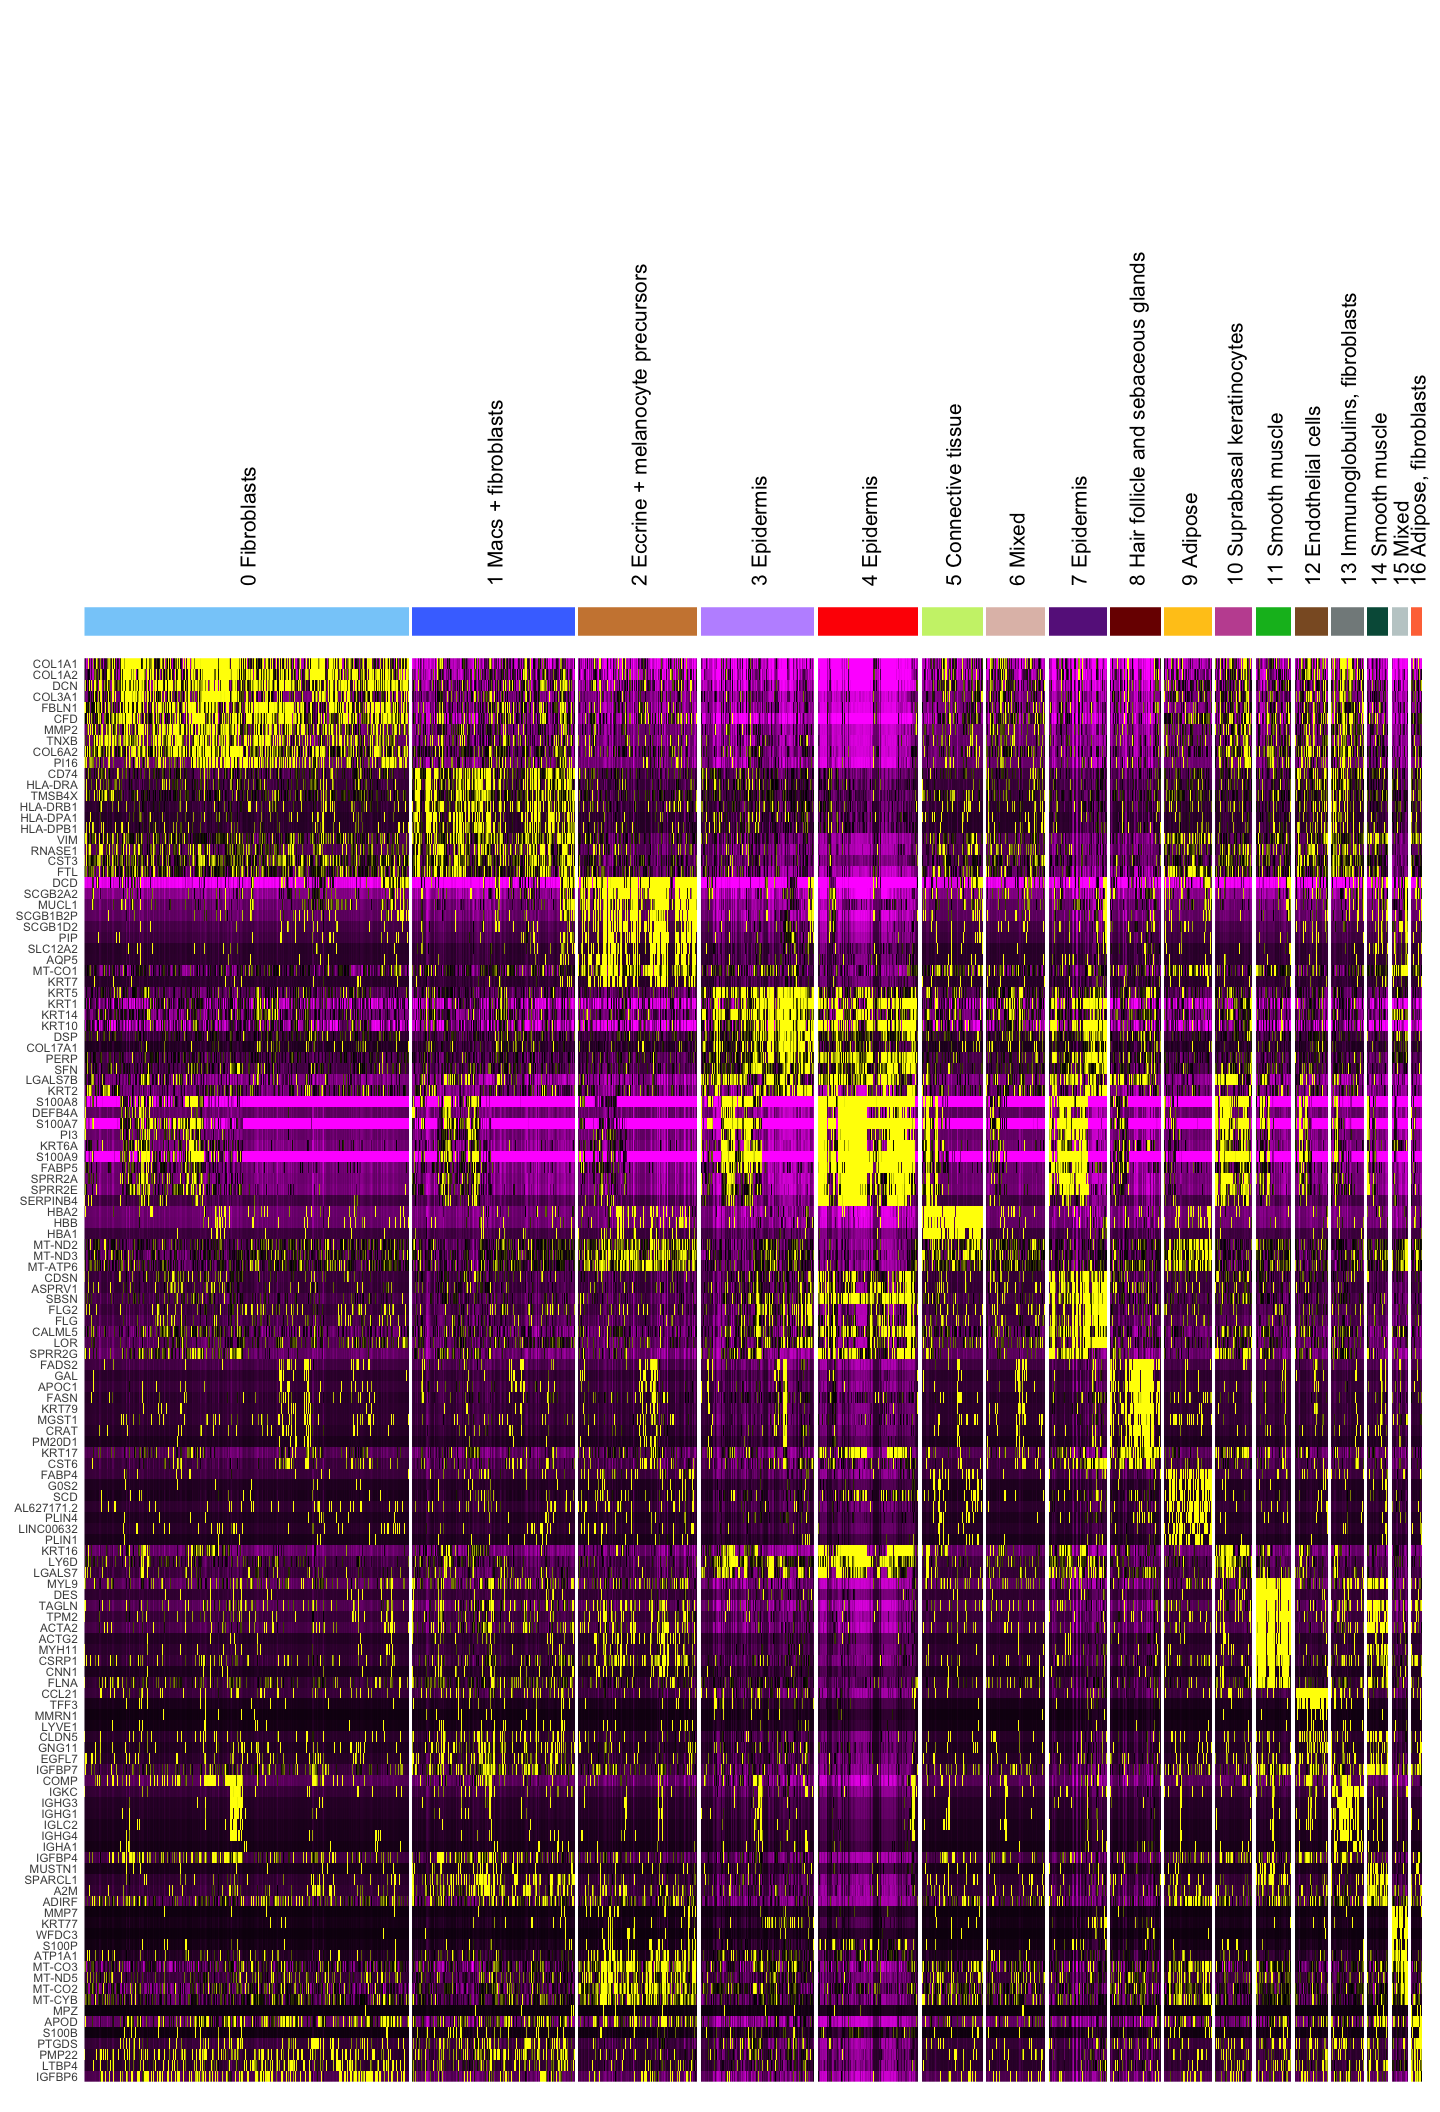 0 Fibroblasts
1 Macs + fibroblasts
2 Eccrine + melanocyte precursors
3 Epidermis
4 Epidermis
5 Connective tissue
6 Mixed
7 Epidermis
8 Hair follicle and sebaceous glands
9 Adipose
10 Suprabasal keratinocytes
11 Smooth muscle
12 Endothelial cells
13 Immunoglobulins, fibroblasts
14 Smooth muscle
15 Mixed
16 Adipose, fibroblasts
COL1A1
COL1A2
DCN
COL3A1
FBLN1
CFD
MMP2
TNXB
COL6A2
PI16
CD74
HLA-DRA
TMSB4X
HLA-DRB1
HLA-DPA1
HLA-DPB1
VIM
RNASE1
CST3
FTL
DCD
SCGB2A2
MUCL1
SCGB1B2P
SCGB1D2
PIP
SLC12A2
AQP5
MT-CO1
KRT7
KRT5
KRT1
KRT14
KRT10
DSP
COL17A1
PERP
SFN
LGALS7B
KRT2
S100A8
DEFB4A
S100A7
PI3
KRT6A
S100A9
FABP5
SPRR2A
SPRR2E
SERPINB4
HBA2
HBB
HBA1
MT-ND2
MT-ND3
MT-ATP6
CDSN
ASPRV1
SBSN
FLG2
FLG
CALML5
LOR
SPRR2G
FADS2
GAL
APOC1
FASN
KRT79
MGST1
CRAT
PM20D1
KRT17
CST6
FABP4
G0S2
SCD
AL627171.2
PLIN4
LINC00632
PLIN1
KRT16
LY6D
LGALS7
MYL9
DES
TAGLN
TPM2
ACTA2
ACTG2
MYH11
CSRP1
CNN1
FLNA
CCL21
TFF3
MMRN1
LYVE1
CLDN5
GNG11
EGFL7
IGFBP7
COMP
IGKC
IGHG3
IGHG1
IGLC2
IGHG4
IGHA1
IGFBP4
MUSTN1
SPARCL1
A2M
ADIRF
MMP7
KRT77
WFDC3
S100P
ATP1A1
MT-CO3
MT-ND5
MT-CO2
MT-CYB
MPZ
APOD
S100B
PTGDS
PMP22
LTBP4
IGFBP6